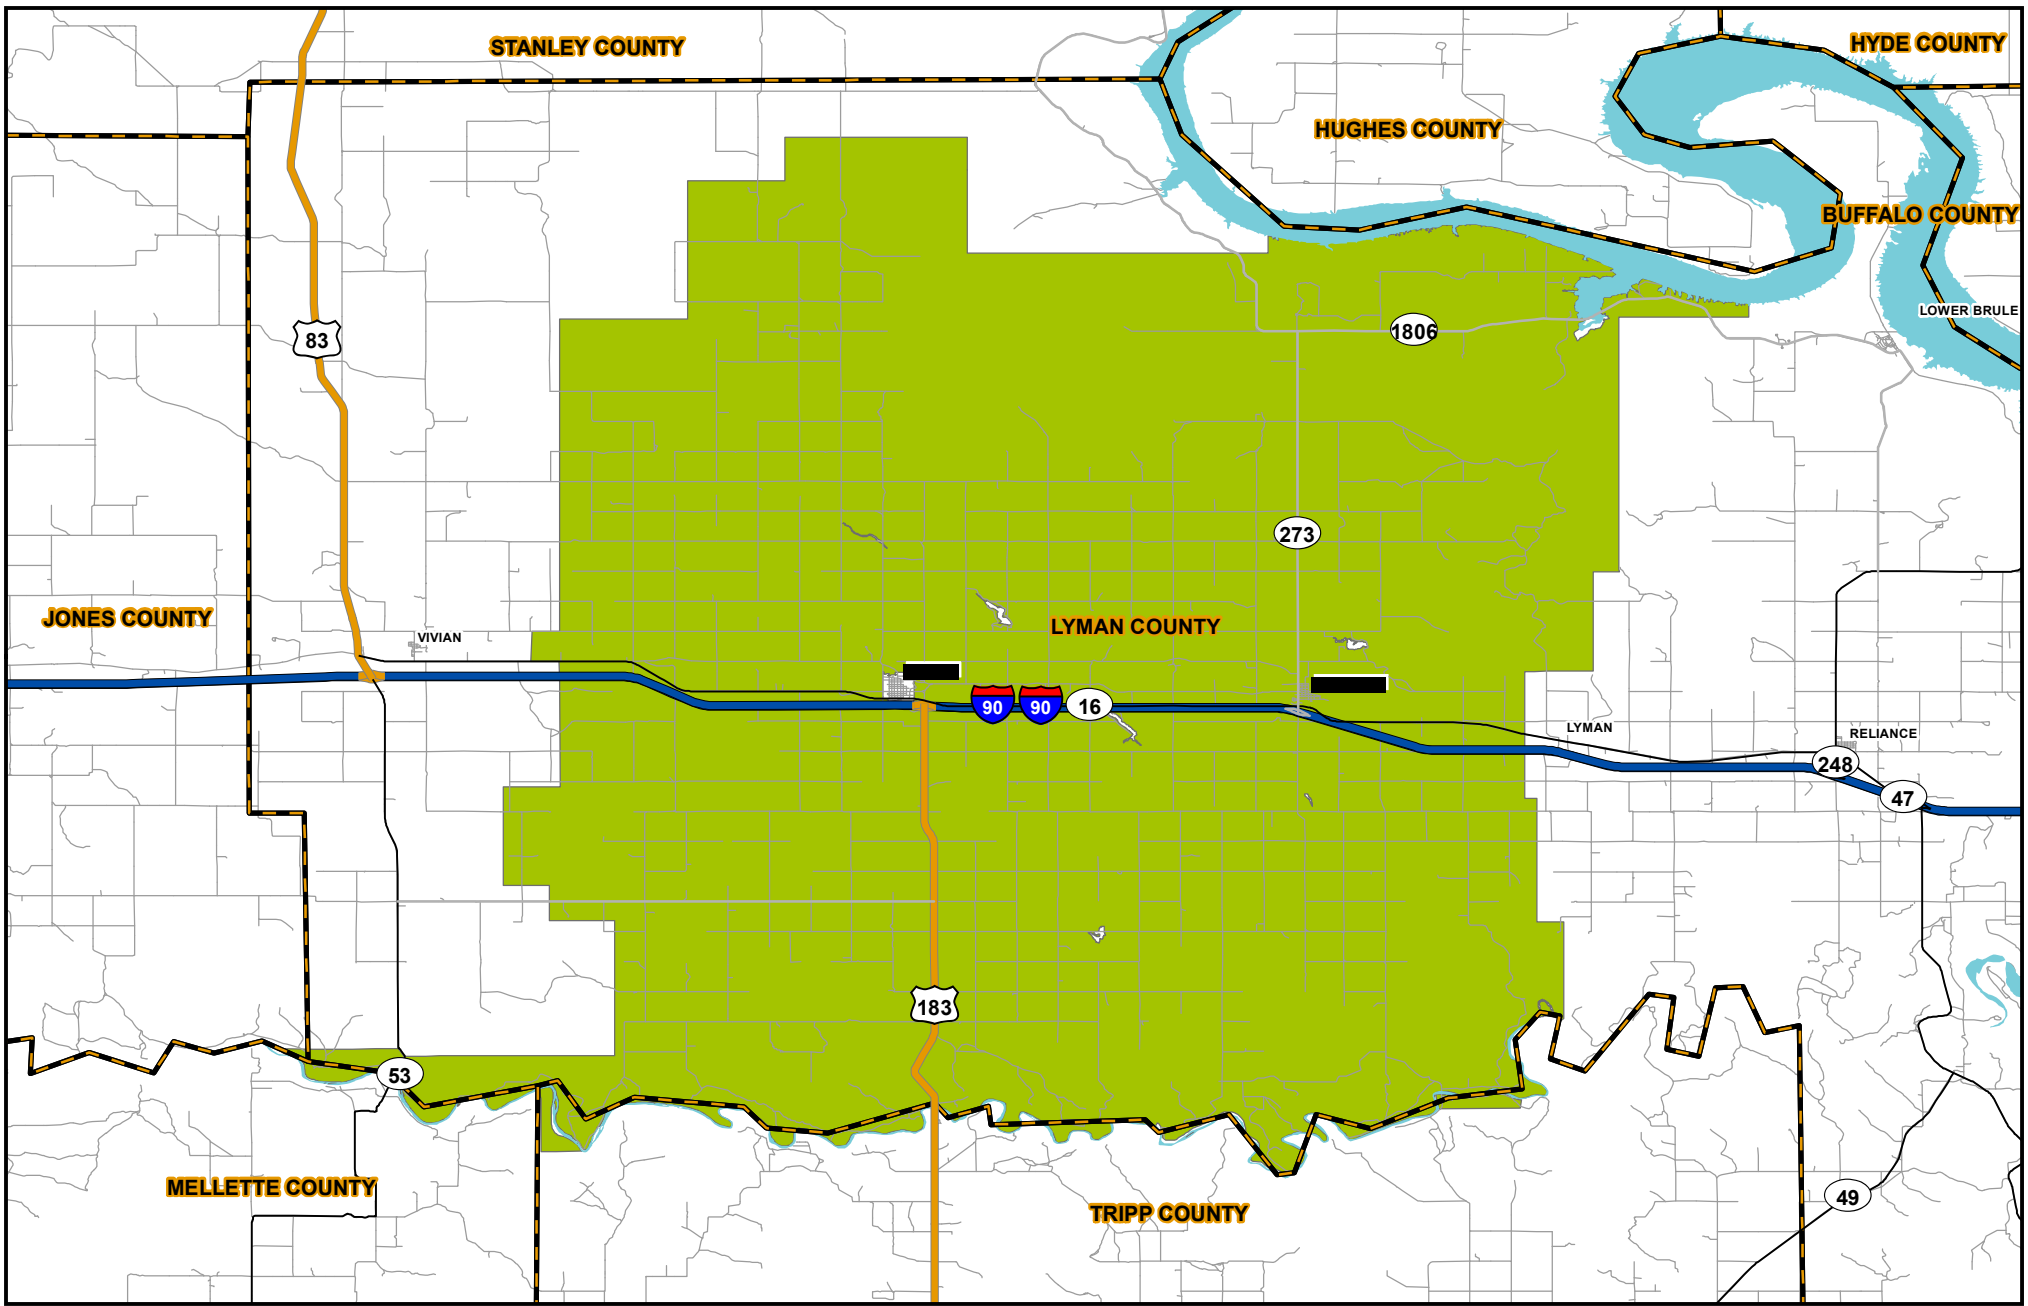 STANLEY COUNTY
HYDE COUNTY
HUGHES COUNTY
BUFFALO COUNTY
LOWER BRULE
1806
83
273
JONES COUNTY
LYMAN COUNTY
VIVIAN
90
90
16
LYMAN
RELIANCE
248
47
183
53
MELLETTE COUNTY
49
TRIPP COUNTY